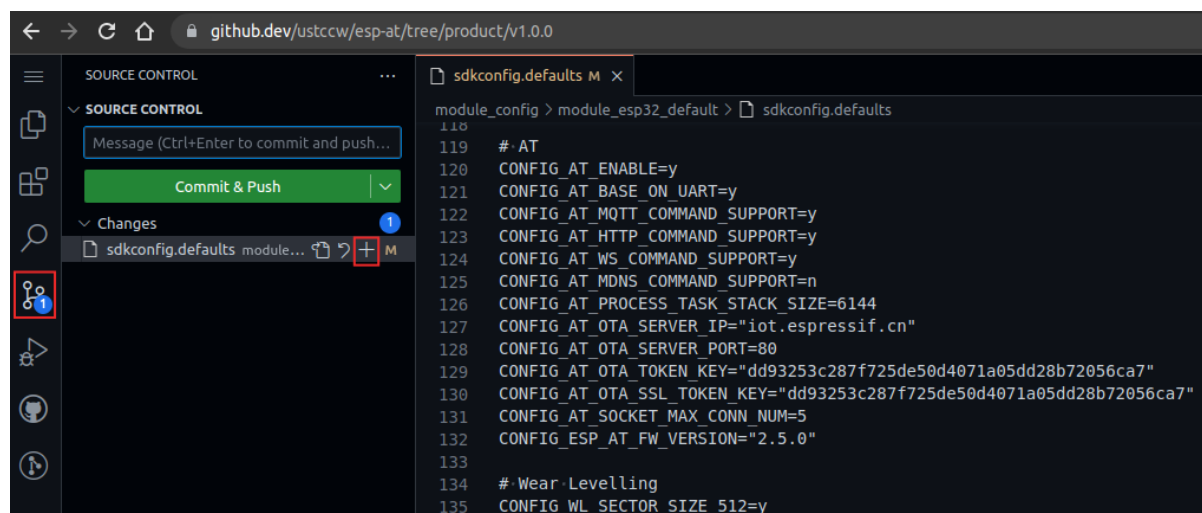 github.dev/ustccw/esp-at/tree/product/v1.0.0
SOURCE CONTROL ...
SOURCE CONTROL
Message (Ctrl+Enter to commit and push...
Commit & Push
Changes 1
sdkconfig.defaults module... M
1
sdkconfig.defaults M
module_config > module_esp32_default > sdkconfig.defaults
118
119 #·AT
120 CONFIG_AT_ENABLE=y
121 CONFIG_AT_BASE_ON_UART=y
122 CONFIG_AT_MQTT_COMMAND_SUPPORT=y
123 CONFIG_AT_HTTP_COMMAND_SUPPORT=y
124 CONFIG_AT_WS_COMMAND_SUPPORT=y
125 CONFIG_AT_MDNS_COMMAND_SUPPORT=n
126 CONFIG_AT_PROCESS_TASK_STACK_SIZE=6144
127 CONFIG_AT_OTA_SERVER_IP="iot.espressif.cn"
128 CONFIG_AT_OTA_SERVER_PORT=80
129 CONFIG_AT_OTA_TOKEN_KEY="dd93253c287f725de50d4071a05dd28b72056ca7"
130 CONFIG_AT_OTA_SSL_TOKEN_KEY="dd93253c287f725de50d4071a05dd28b72056ca7"
131 CONFIG_AT_SOCKET_MAX_CONN_NUM=5
132 CONFIG_ESP_AT_FW_VERSION="2.5.0"
133
134 #·Wear·Levelling
135 CONFIG_WL_SECTOR_SIZE_512=y